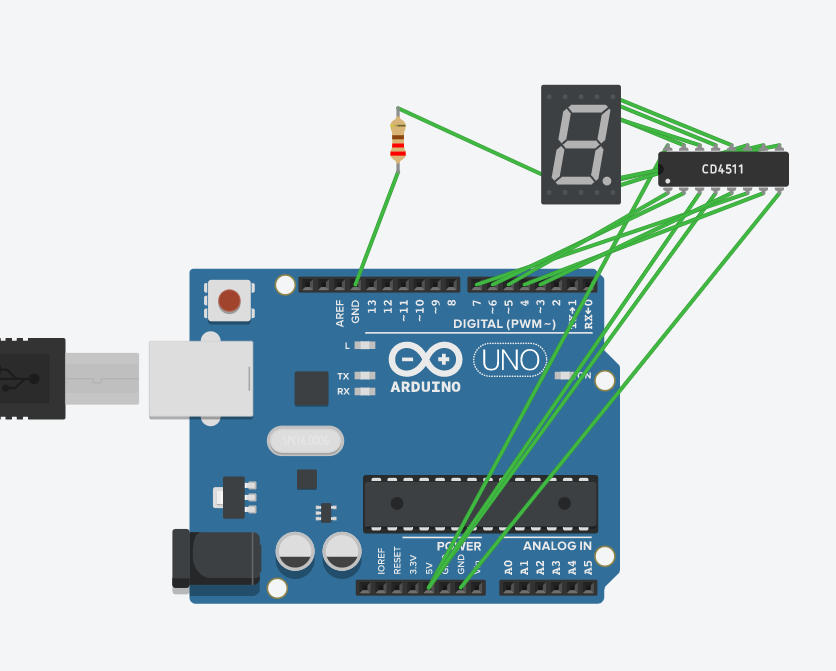 CD4511
AREF
GND
13
12
~11
~10
~9
8
7
~6
~5
4
~3
2
TX→1
RX←0
DIGITAL (PWM ~)
L
TX
RX
UNO
ARDUINO
ON
SPK16.000G
POWER
ANALOG IN
IOREF
RESET
3.3V
5V
GND
GND
Vin
A0
A1
A2
A3
A4
A5